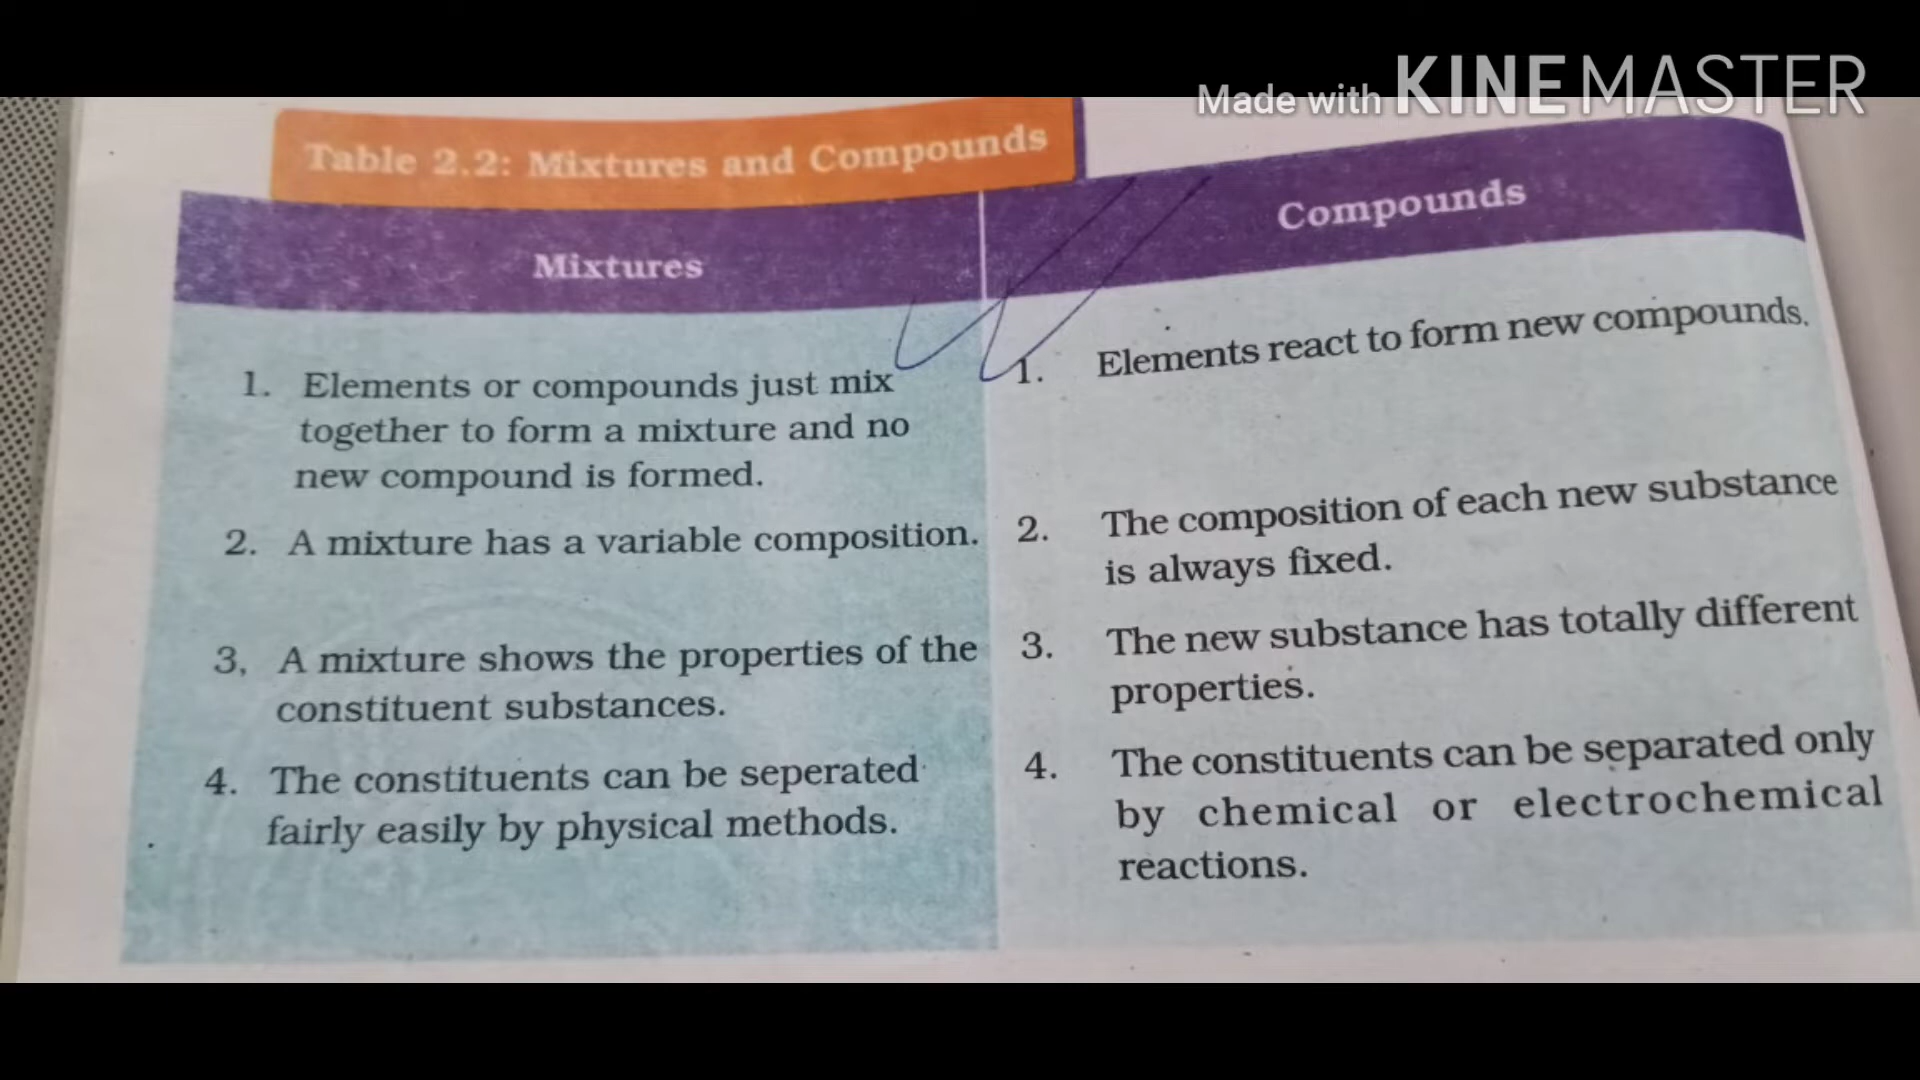 Made with KINEMASTER
Table 2.2: Mixtures and Compounds
Mixtures
Compounds
1. Elements or compounds just mix
together to form a mixture and no
new compound is formed.
2. A mixture has a variable composition.
3, A mixture shows the properties of the
constituent substances.
4. The constituents can be seperated
fairly easily by physical methods.
1. Elements react to form new compounds.
2. The composition of each new substance
is always fixed.
3. The new substance has totally different
properties.
4. The constituents can be separated only
by chemical or electrochemical
reactions.